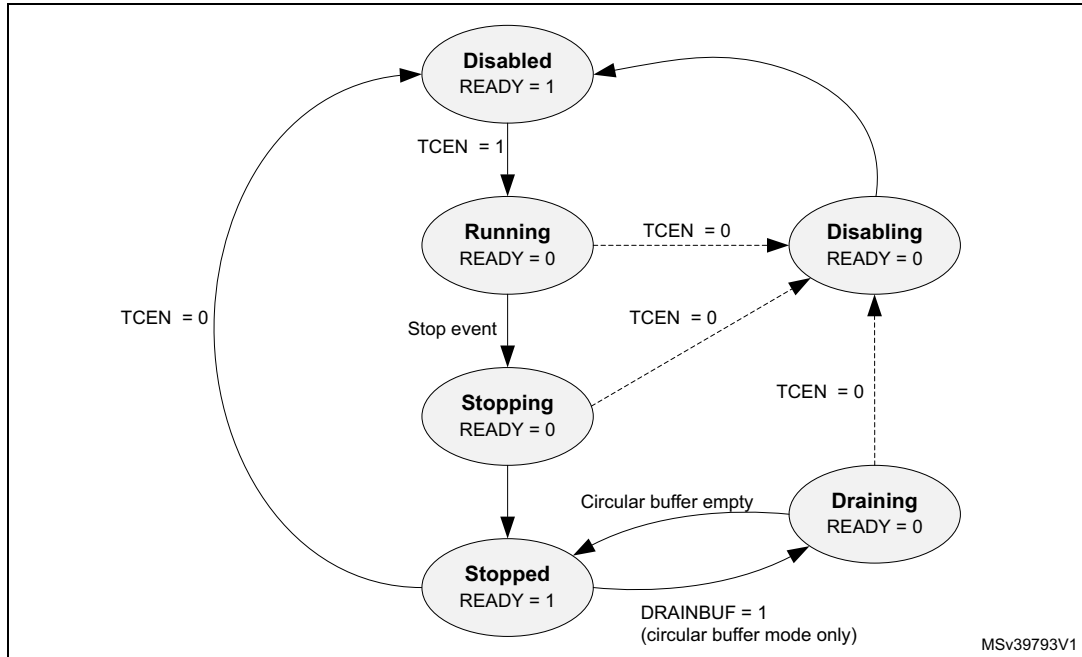 Disabled
READY = 1
TCEN = 1
Running
READY = 0
TCEN = 0
Disabling
READY = 0
TCEN = 0
Stop event
TCEN = 0
Stopping
READY = 0
TCEN = 0
Circular buffer empty
Draining
READY = 0
Stopped
READY = 1
DRAINBUF = 1
(circular buffer mode only)
MSv39793V1